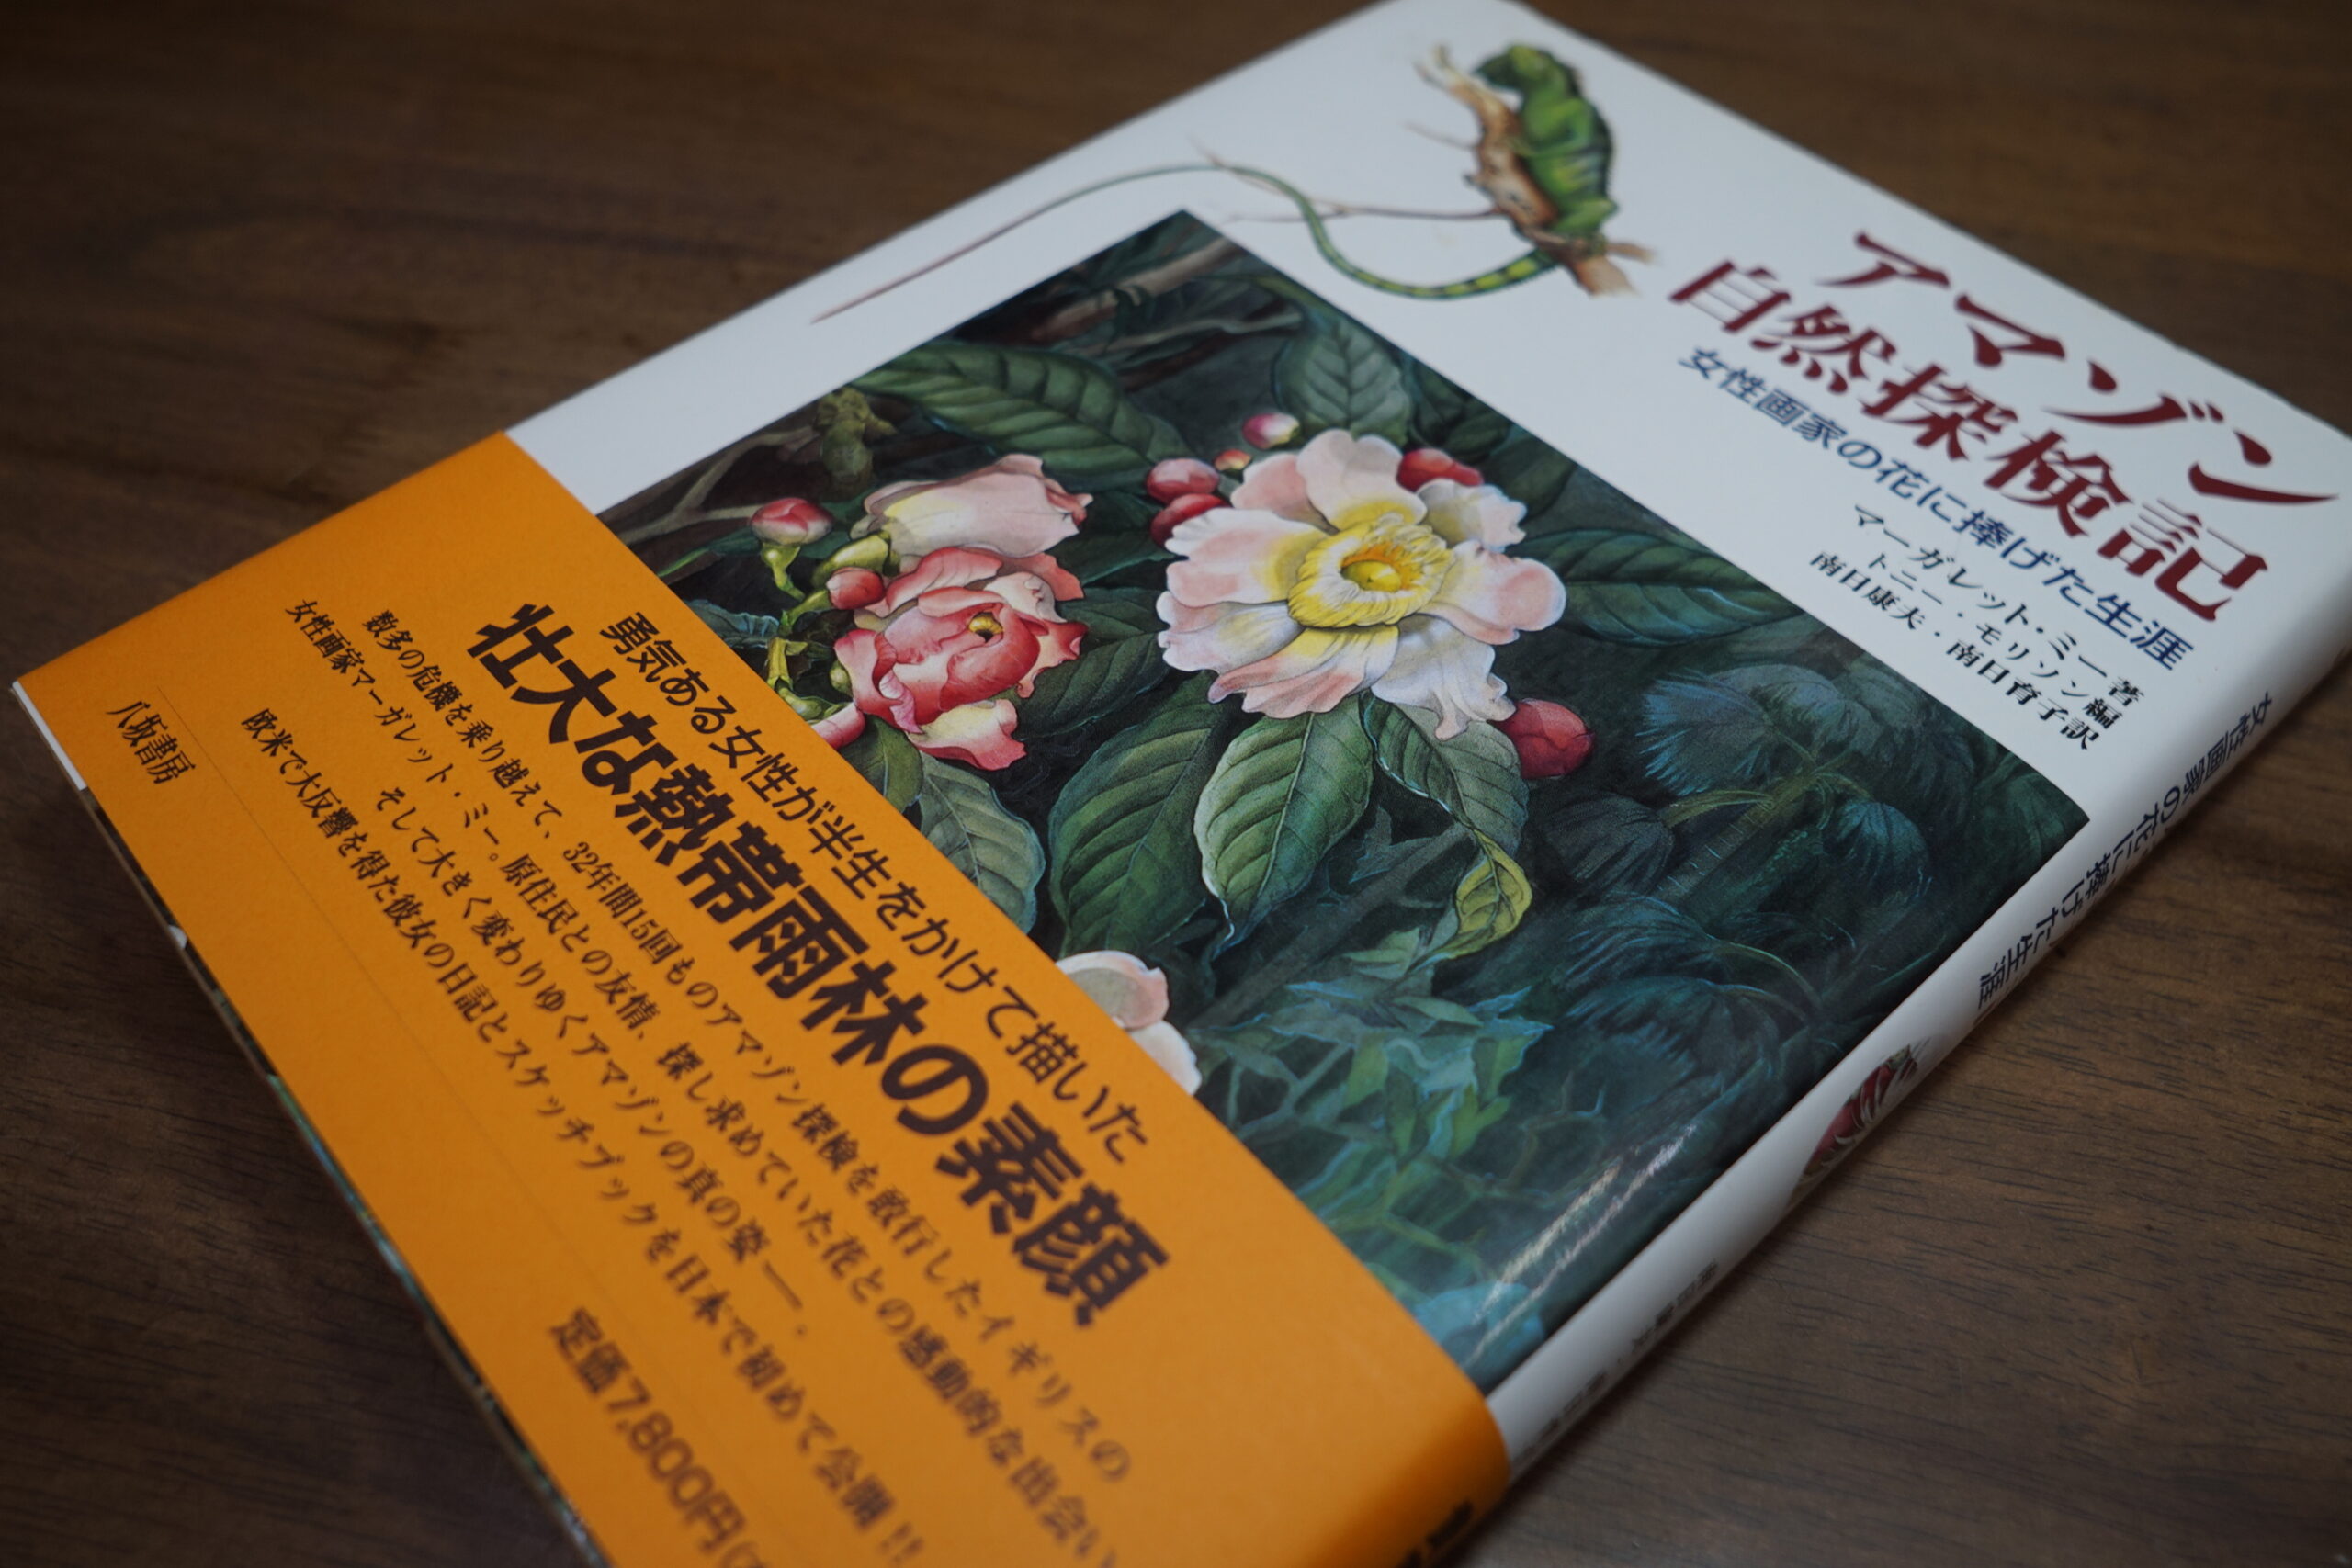 アマゾン
自然探検記
女性画家の花に捧げた生涯
マーガレット・ミー著
トニー・モリソン編
南日康夫・南日育子訳
勇気ある女性が半生をかけて描いた
壮大な熱帯雨林の素顔
数多の危機を乗り越えて、32年間15回ものアマゾン探検を敢行したイギリスの
女性画家マーガレット・ミー。原住民との友情、探し求めていた花との感動的な出会い
そして大きく変わりゆくアマゾンの真の姿――。
欧米で大反響を得た彼女の日記とスケッチブックを日本で初めて公開!!
八坂書房
定価7,800円
女性画家の花に捧げた生涯